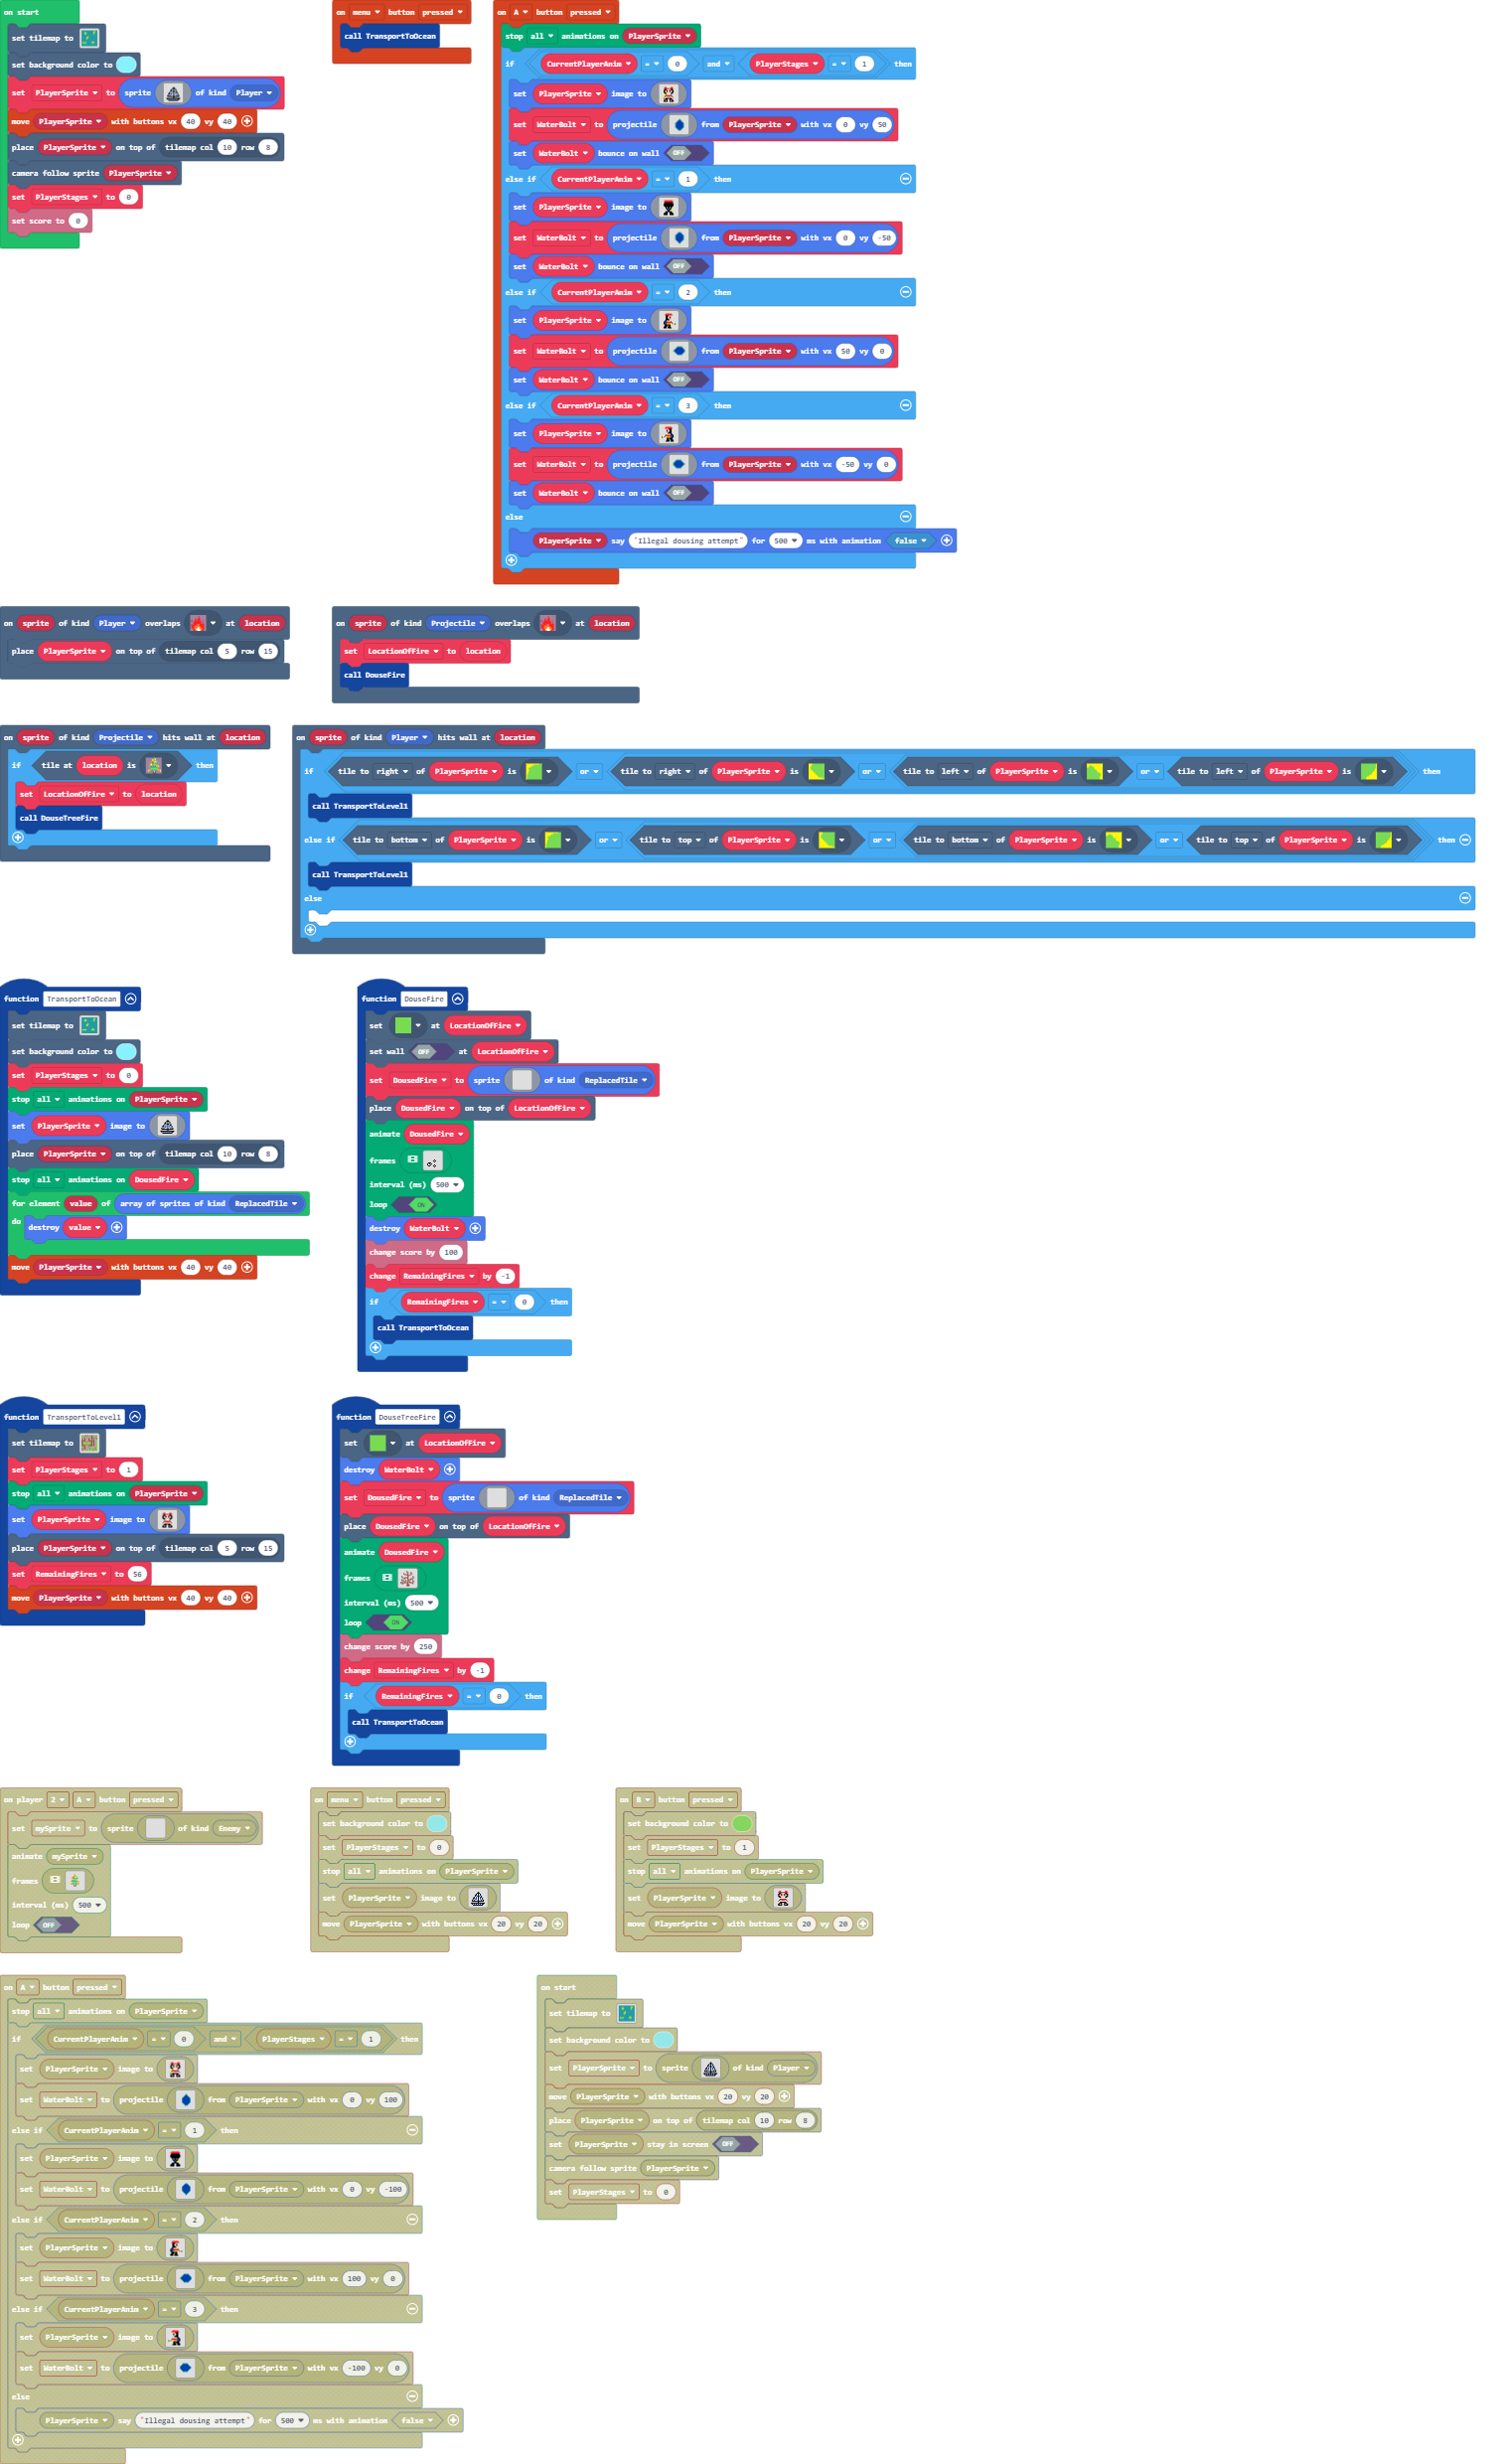 on start
set tilemap to
set background color to
set PlayerSprite to sprite of kind Player
move PlayerSprite with buttons vx 40 vy 40
place PlayerSprite on top of tilemap col 10 row 8
camera follow sprite PlayerSprite
set PlayerStages to 0
set score to 0
on menu button pressed
call TransportToOcean
on A button pressed
stop all animations on PlayerSprite
if CurrentPlayerAnim = 0 and PlayerStages = 1 then
set PlayerSprite image to
set WaterBolt to projectile from PlayerSprite with vx 0 vy 50
set WaterBolt bounce on wall OFF
else if CurrentPlayerAnim = 1 then
set PlayerSprite image to
set WaterBolt to projectile from PlayerSprite with vx 0 vy -50
set WaterBolt bounce on wall OFF
else if CurrentPlayerAnim = 2 then
set PlayerSprite image to
set WaterBolt to projectile from PlayerSprite with vx 50 vy 0
set WaterBolt bounce on wall OFF
else if CurrentPlayerAnim = 3 then
set PlayerSprite image to
set WaterBolt to projectile from PlayerSprite with vx -50 vy 0
set WaterBolt bounce on wall OFF
else
PlayerSprite say "Illegal dousing attempt" for 500 ms with animation false
on sprite of kind Player overlaps at location
place PlayerSprite on top of tilemap col 5 row 15
on sprite of kind Projectile overlaps at location
set LocationOfFire to location
call DouseFire
on sprite of kind Projectile hits wall at location
if tile at location is then
set LocationOfFire to location
call DouseTreeFire
on sprite of kind Player hits wall at location
if tile to right of PlayerSprite is or tile to right of PlayerSprite is or tile to left of PlayerSprite is or tile to left of PlayerSprite is then
call TransportToLevel1
else if tile to bottom of PlayerSprite is or tile to top of PlayerSprite is or tile to bottom of PlayerSprite is or tile to top of PlayerSprite is then
call TransportToLevel1
else
function TransportToOcean
set tilemap to
set background color to
set PlayerStages to 0
stop all animations on PlayerSprite
set PlayerSprite image to
place PlayerSprite on top of tilemap col 10 row 8
stop all animations on DousedFire
for element value of array of sprites of kind ReplacedTile
do destroy value
move PlayerSprite with buttons vx 40 vy 40
function DouseFire
set at LocationOfFire
set wall OFF at LocationOfFire
set DousedFire to sprite of kind ReplacedTile
place DousedFire on top of LocationOfFire
animate DousedFire
frames
interval (ms) 500
loop ON
destroy WaterBolt
change score by 100
change RemainingFires by -1
if RemainingFires = 0 then
call TransportToOcean
function TransportToLevel1
set tilemap to
set PlayerStages to 1
stop all animations on PlayerSprite
set PlayerSprite image to
place PlayerSprite on top of tilemap col 5 row 15
set RemainingFires to 56
move PlayerSprite with buttons vx 40 vy 40
function DouseTreeFire
set at LocationOfFire
destroy WaterBolt
set DousedFire to sprite of kind ReplacedTile
place DousedFire on top of LocationOfFire
animate DousedFire
frames
interval (ms) 500
loop ON
change score by 250
change RemainingFires by -1
if RemainingFires = 0 then
call TransportToOcean
on player 2 A button pressed
set mySprite to sprite of kind Enemy
animate mySprite
frames
interval (ms) 500
loop OFF
on menu button pressed
set background color to
set PlayerStages to 0
stop all animations on PlayerSprite
set PlayerSprite image to
move PlayerSprite with buttons vx 20 vy 20
on B button pressed
set background color to
set PlayerStages to 1
stop all animations on PlayerSprite
set PlayerSprite image to
move PlayerSprite with buttons vx 20 vy 20
on A button pressed
stop all animations on PlayerSprite
if CurrentPlayerAnim = 0 and PlayerStages = 1 then
set PlayerSprite image to
set WaterBolt to projectile from PlayerSprite with vx 0 vy 100
else if CurrentPlayerAnim = 1 then
set PlayerSprite image to
set WaterBolt to projectile from PlayerSprite with vx 0 vy -100
else if CurrentPlayerAnim = 2 then
set PlayerSprite image to
set WaterBolt to projectile from PlayerSprite with vx 100 vy 0
else if CurrentPlayerAnim = 3 then
set PlayerSprite image to
set WaterBolt to projectile from PlayerSprite with vx -100 vy 0
else
PlayerSprite say "Illegal dousing attempt" for 500 ms with animation false
on start
set tilemap to
set background color to
set PlayerSprite to sprite of kind Player
move PlayerSprite with buttons vx 20 vy 20
place PlayerSprite on top of tilemap col 10 row 8
set PlayerSprite stay in screen OFF
camera follow sprite PlayerSprite
set PlayerStages to 0